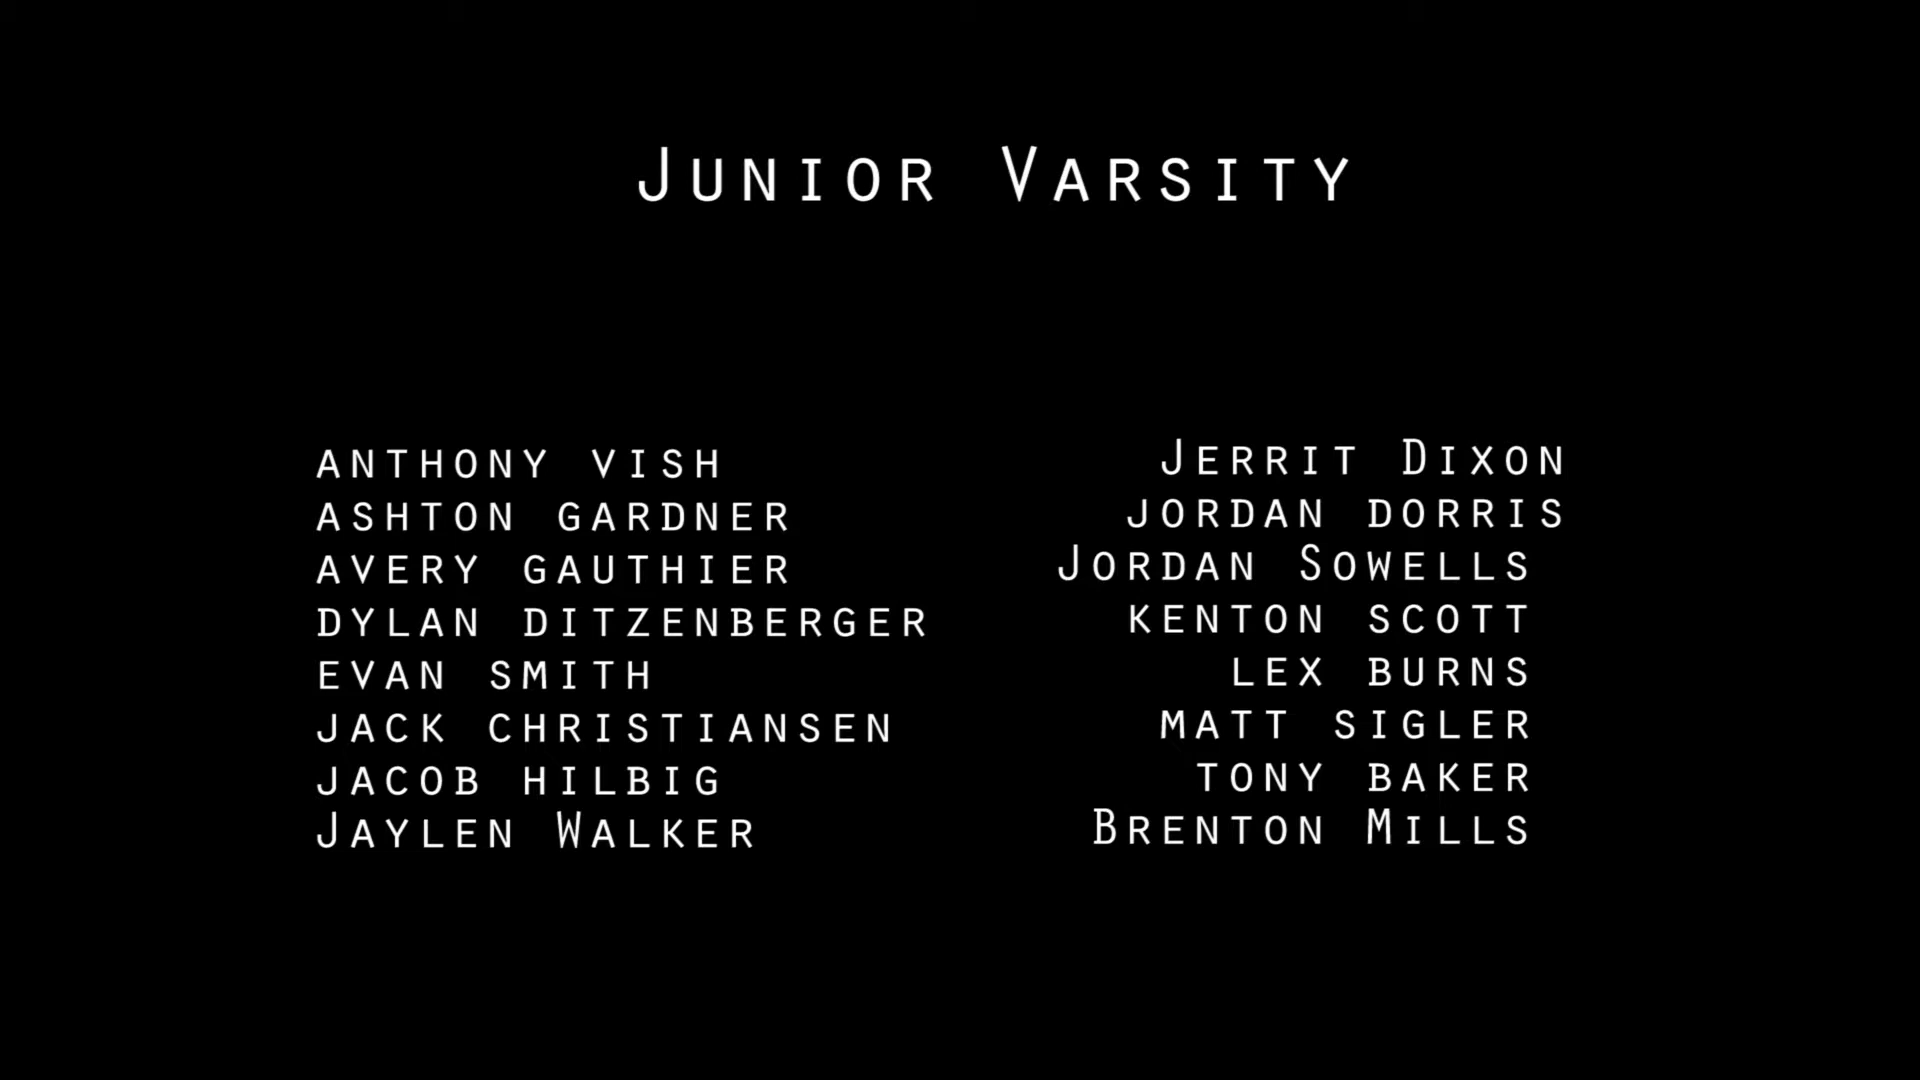 Junior Varsity
anthony vish
ashton gardner
avery gauthier
dylan ditzenberger
evan smith
jack christiansen
jacob hilbig
Jaylen Walker
Jerrit Dixon
jordan dorris
Jordan Sowells
kenton scott
lex burns
matt sigler
tony baker
Brenton Mills